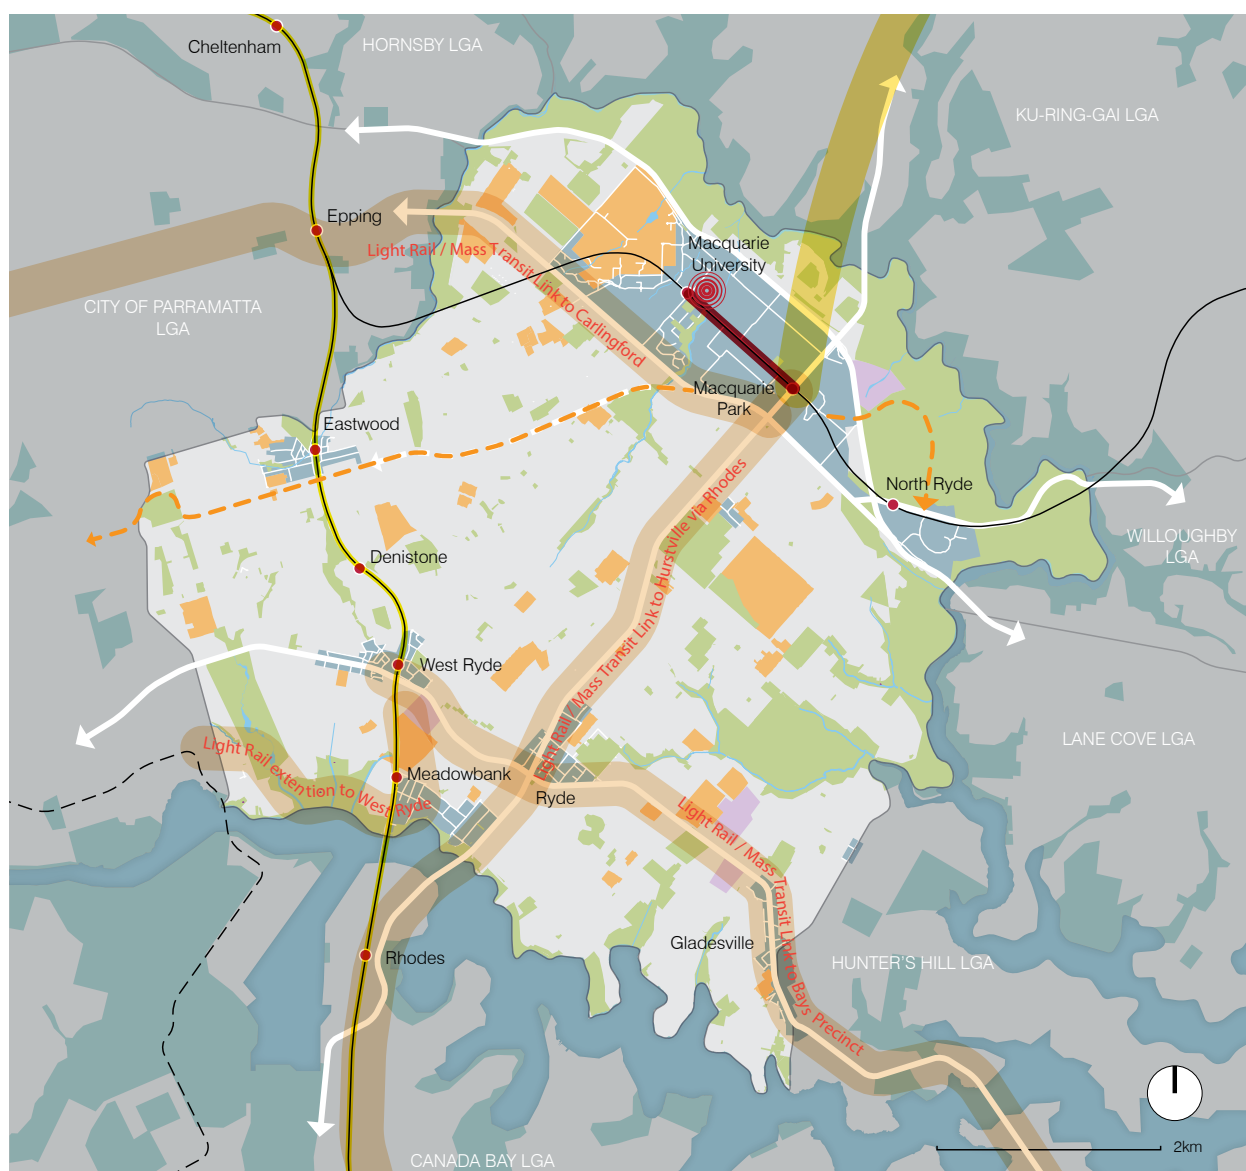 Cheltenham
HORNSBY LGA
KU-RING-GAI LGA
Epping
Light Rail / Mass Transit Link to Carlingford
Macquarie
University
CITY OF PARRAMATTA
LGA
Macquarie
Park
Eastwood
Light Rail / Mass Transit Link to Hurstville via Rhodes
North Ryde
WILLOUGHBY
LGA
Denistone
West Ryde
LANE COVE LGA
Light Rail extention to West Ryde
Meadowbank
Ryde
Light Rail / Mass Transit Link to Bays Precinct
Gladesville
Rhodes
HUNTER'S HILL LGA
2km
CANADA BAY LGA